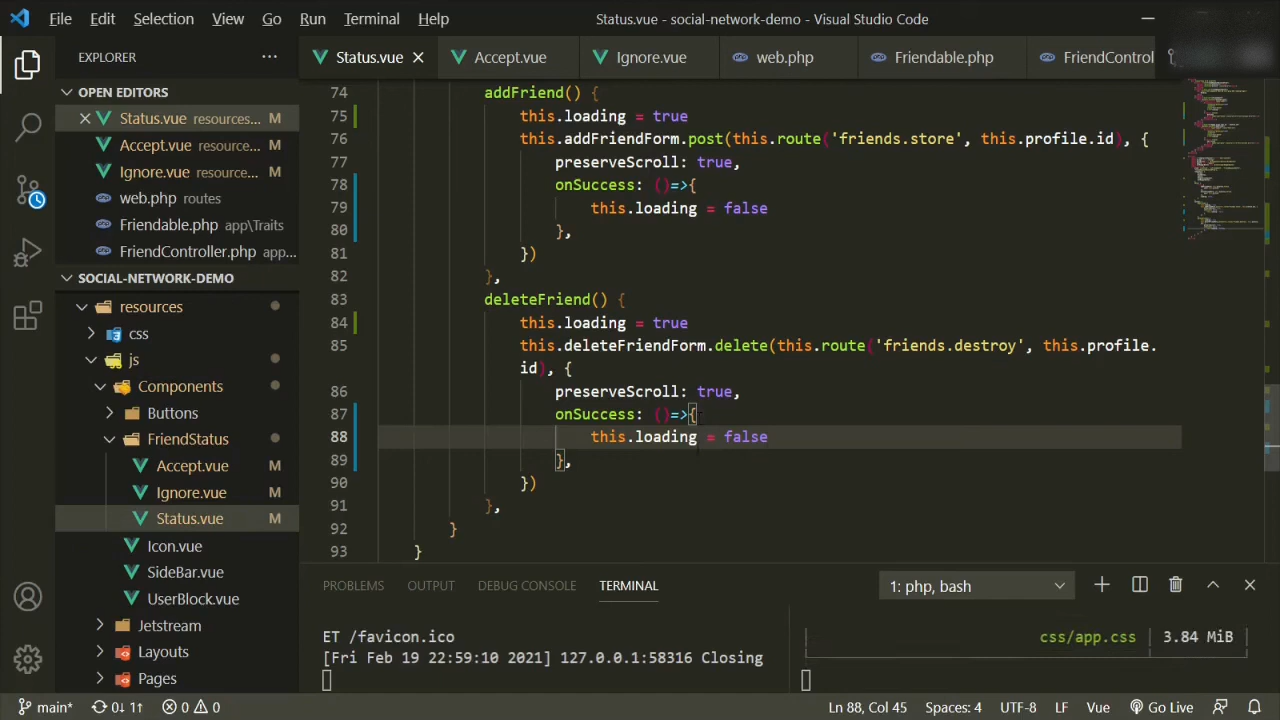 File Edit Selection View Go Run Terminal Help Status.vue - social-network-demo - Visual Studio Code
EXPLORER ...
Status.vue Accept.vue Ignore.vue web.php Friendable.php FriendControl
OPEN EDITORS
Status.vue resources... M
Accept.vue resource... M
Ignore.vue resource... M
web.php routes
Friendable.php app\Traits
FriendController.php app...
SOCIAL-NETWORK-DEMO
resources
css
js
Components
Buttons
FriendStatus
Accept.vue M
Ignore.vue M
Status.vue M
Icon.vue
SideBar.vue
UserBlock.vue
Jetstream
Layouts
Pages
74 addFriend() {
75 this.loading = true
76 this.addFriendForm.post(this.route('friends.store', this.profile.id), {
77 preserveScroll: true,
78 onSuccess: ()=>{
79 this.loading = false
80 },
81 })
82 },
83 deleteFriend() {
84 this.loading = true
85 this.deleteFriendForm.delete(this.route('friends.destroy', this.profile.
id), {
86 preserveScroll: true,
87 onSuccess: ()=>{
88 this.loading = false
89 },
90 })
91 },
92 }
93 }
PROBLEMS OUTPUT DEBUG CONSOLE TERMINAL 1: php, bash
ET /favicon.ico
[Fri Feb 19 22:59:10 2021] 127.0.0.1:58316 Closing
css/app.css | 3.84 MiB
main* 0↓ 1↑ 0 0 Ln 88, Col 45 Spaces: 4 UTF-8 LF Vue Go Live